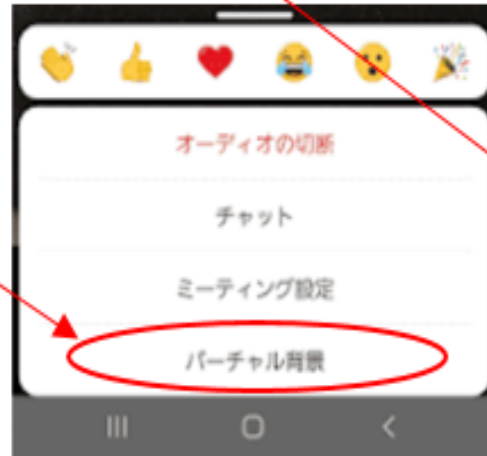 オーディオの切断
チャット
ミーティング設定
バーチャル背景